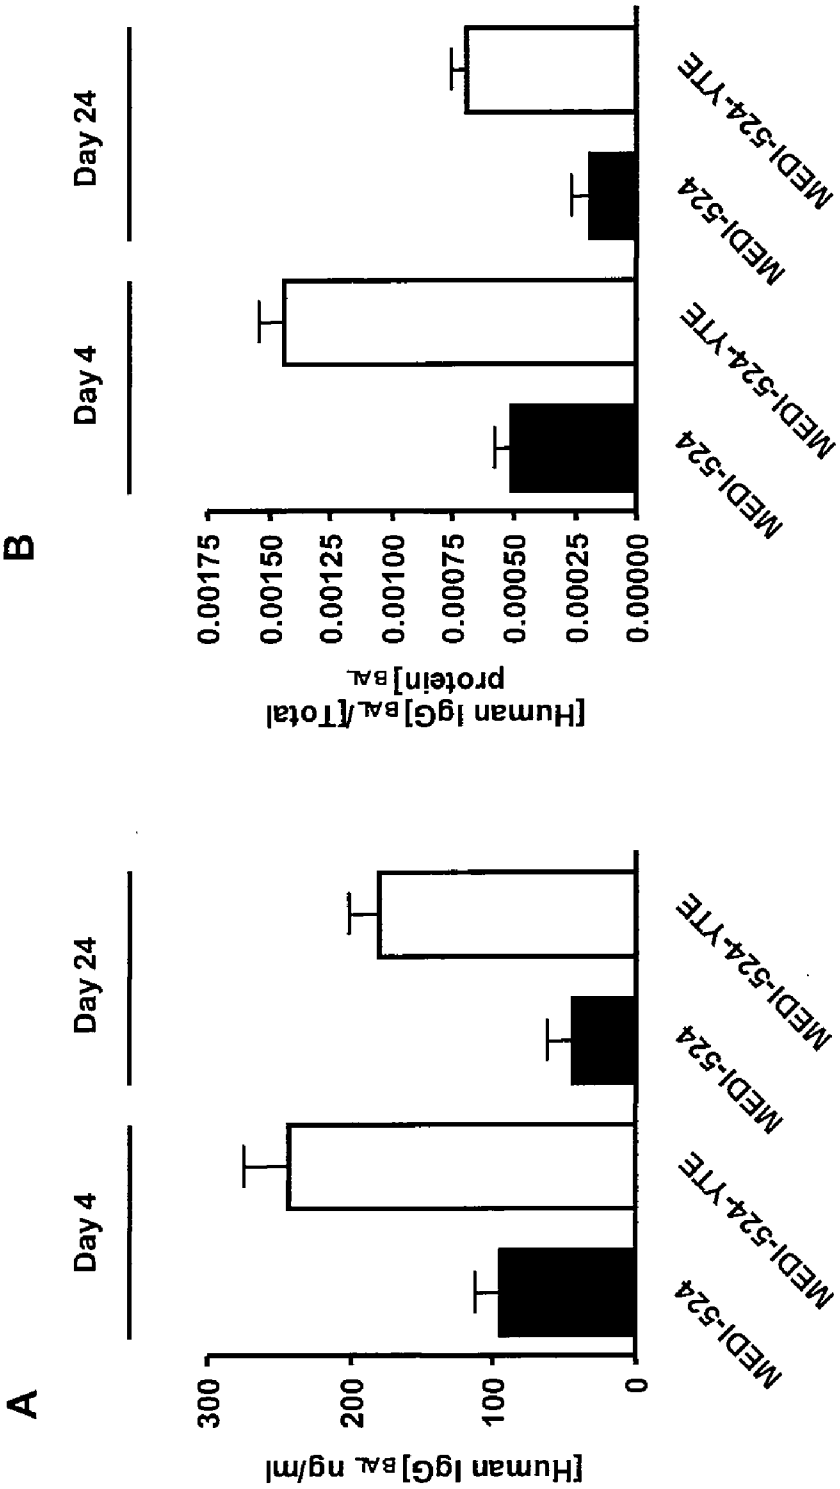 A
Day 4
Day 24
[Human IgG]BAL ng/ml
300
200
100
0
MEDI-524
MEDI-524-YTE
MEDI-524
MEDI-524-YTE
B
Day 4
Day 24
[Human IgG]BAL/[Total
protein]BAL
0.00175
0.00150
0.00125
0.00100
0.00075
0.00050
0.00025
0.00000
MEDI-524
MEDI-524-YTE
MEDI-524
MEDI-524-YTE